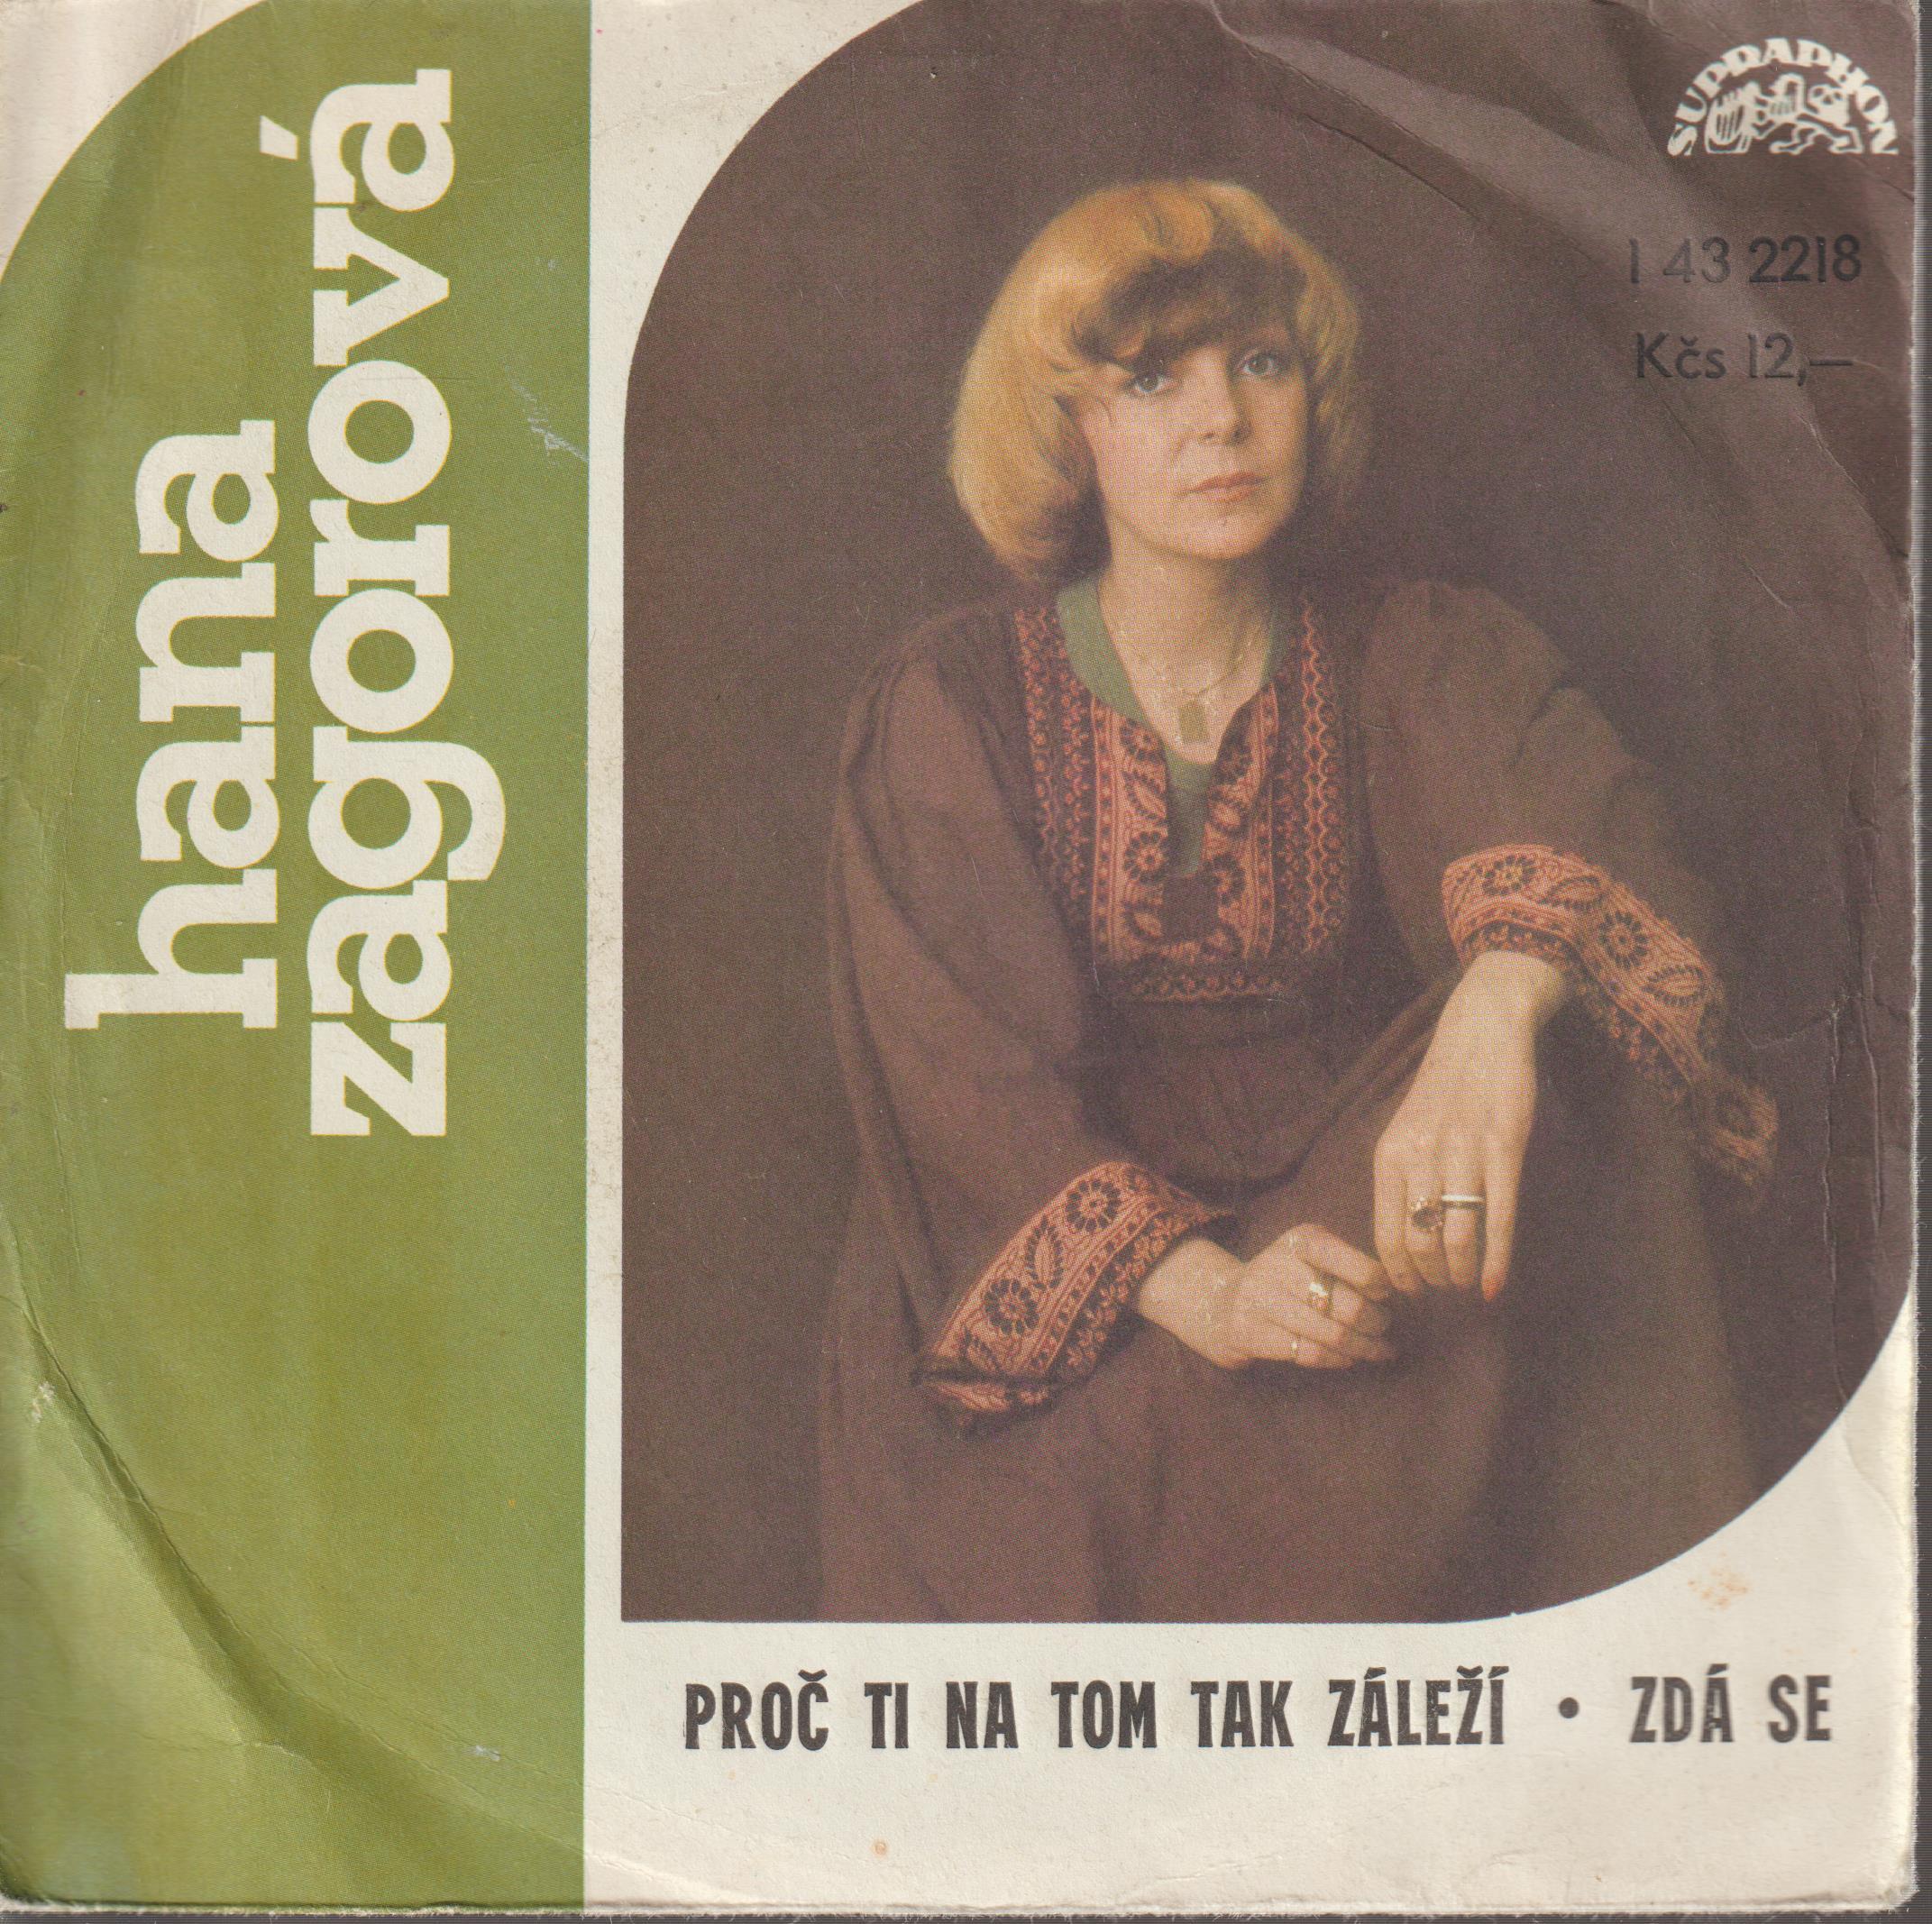 hana
zagorová
SUPRAPHON
1 43 2218
Kčs 12,—
PROČ TI NA TOM TAK ZÁLEŽÍ • ZDÁ SE